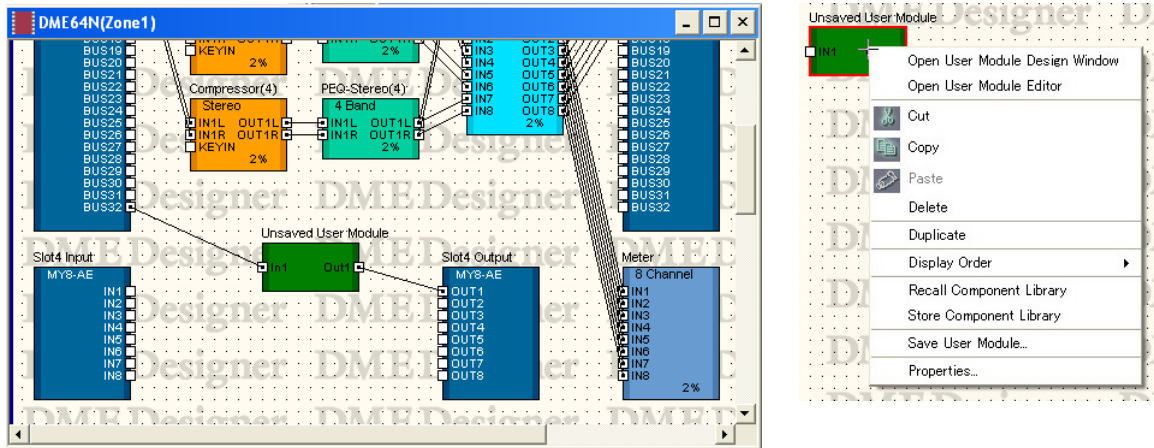 DME64N(Zone1)
BUS19
BUS20
BUS21
BUS22
BUS23
BUS24
BUS25
BUS26
BUS27
BUS28
BUS29
BUS30
BUS31
BUS32
KEYIN
2%
2%
IN3 OUT3
IN4 OUT4
IN5 OUT5
IN6 OUT6
IN7 OUT7
IN8 OUT8
2%
Compressor(4)
Stereo
IN1L OUT1L
IN1R OUT1R
KEYIN
2%
PEQ-Stereo(4)
4 Band
IN1L OUT1L
IN1R OUT1R
2%
BUS19
BUS20
BUS21
BUS22
BUS23
BUS24
BUS25
BUS26
BUS27
BUS28
BUS29
BUS30
BUS31
BUS32
Unsaved User Module
In1 Out1
Slot4 Input
MY8-AE
IN1
IN2
IN3
IN4
IN5
IN6
IN7
IN8
Slot4 Output
MY8-AE
OUT1
OUT2
OUT3
OUT4
OUT5
OUT6
OUT7
OUT8
Meter
8 Channel
IN1
IN2
IN3
IN4
IN5
IN6
IN7
IN8
2%
DME Designer
Unsaved User Module
IN1
Open User Module Design Window
Open User Module Editor
Cut
Copy
Paste
Delete
Duplicate
Display Order
Recall Component Library
Store Component Library
Save User Module...
Properties...